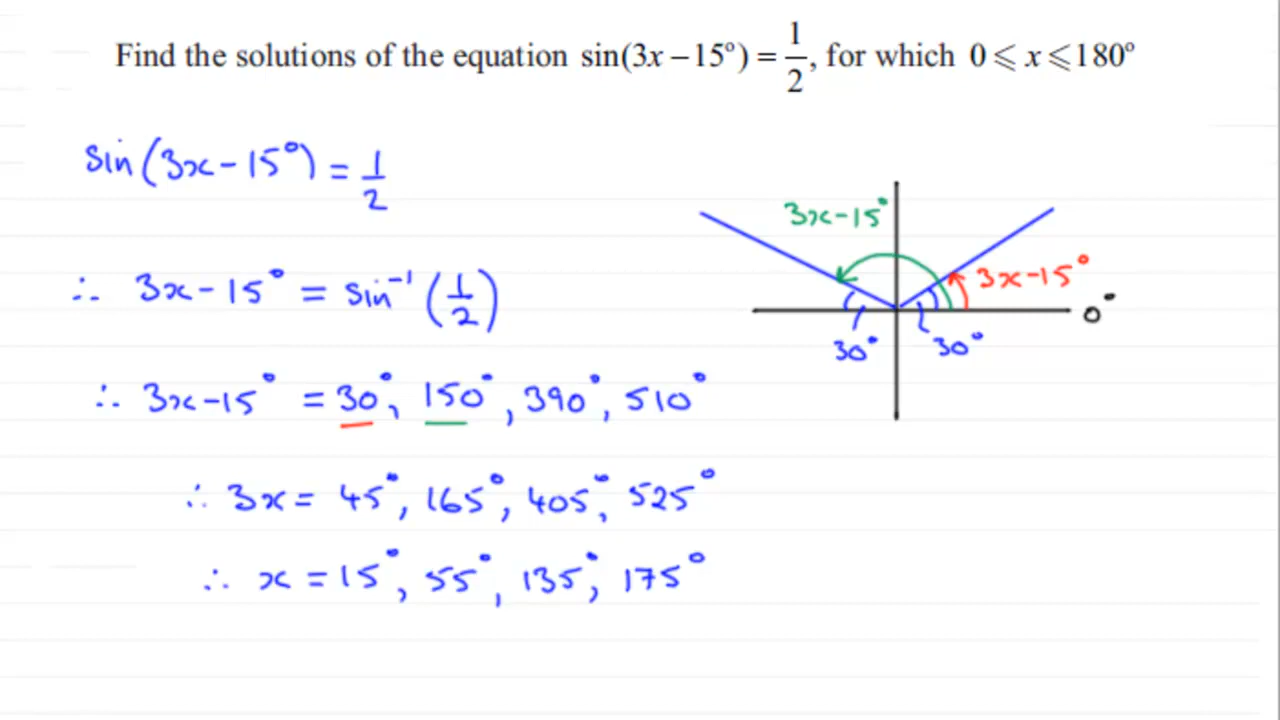 Find the solutions of the equation sin(3x − 15°) = 1/2, for which 0 ⩽ x ⩽ 180°
sin(3x − 15°) = 1/2
∴ 3x − 15° = sin⁻¹(1/2)
∴ 3x − 15° = 30°, 150°, 390°, 510°
∴ 3x = 45°, 165°, 405°, 525°
∴ x = 15°, 55°, 135°, 175°
3x − 15°
3x − 15°
0°
30°
30°